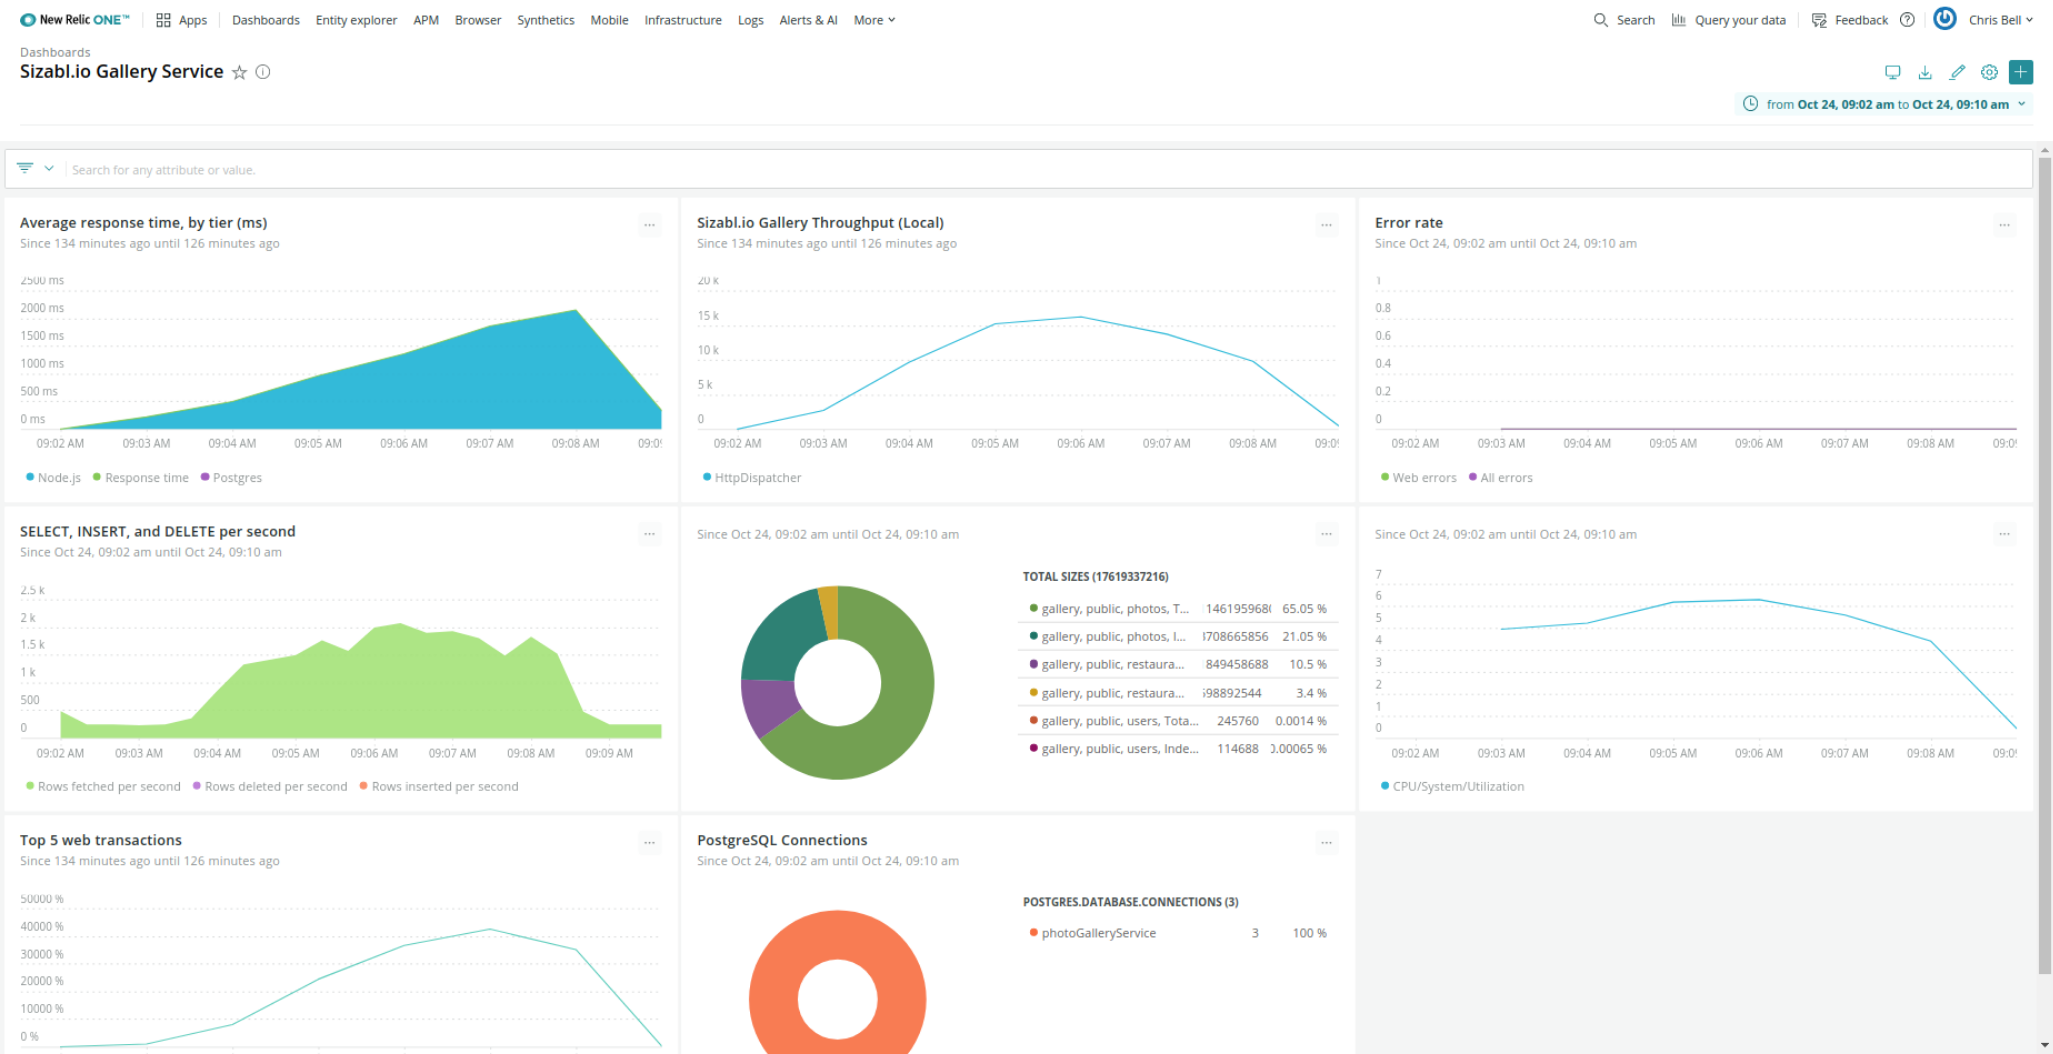 New Relic ONE™ Apps Dashboards Entity explorer APM Browser Synthetics Mobile Infrastructure Logs Alerts & AI More Search Query your data Feedback Chris Bell
Dashboards
Sizabl.io Gallery Service
from Oct 24, 09:02 am to Oct 24, 09:10 am
Search for any attribute or value.
Average response time, by tier (ms)
Since 134 minutes ago until 126 minutes ago
2500 ms
2000 ms
1500 ms
1000 ms
500 ms
0 ms
09:02 AM 09:03 AM 09:04 AM 09:05 AM 09:06 AM 09:07 AM 09:08 AM
Node.js Response time Postgres
Sizabl.io Gallery Throughput (Local)
Since 134 minutes ago until 126 minutes ago
20 k
15 k
10 k
5 k
0
09:02 AM 09:03 AM 09:04 AM 09:05 AM 09:06 AM 09:07 AM 09:08 AM
HttpDispatcher
Error rate
Since Oct 24, 09:02 am until Oct 24, 09:10 am
1
0.8
0.6
0.4
0.2
0
09:02 AM 09:03 AM 09:04 AM 09:05 AM 09:06 AM 09:07 AM 09:08 AM
Web errors All errors
SELECT, INSERT, and DELETE per second
Since Oct 24, 09:02 am until Oct 24, 09:10 am
2.5 k
2 k
1.5 k
1 k
500
0
09:02 AM 09:03 AM 09:04 AM 09:05 AM 09:06 AM 09:07 AM 09:08 AM 09:09 AM
Rows fetched per second Rows deleted per second Rows inserted per second
Since Oct 24, 09:02 am until Oct 24, 09:10 am
TOTAL SIZES (17619337216)
gallery, public, photos, T... 1146195968 65.05 %
gallery, public, photos, I... 3708665856 21.05 %
gallery, public, restaura... 849458688 10.5 %
gallery, public, restaura... 98892544 3.4 %
gallery, public, users, Tota... 245760 0.0014 %
gallery, public, users, Inde... 114688 0.00065 %
Since Oct 24, 09:02 am until Oct 24, 09:10 am
7
6
5
4
3
2
1
0
09:02 AM 09:03 AM 09:04 AM 09:05 AM 09:06 AM 09:07 AM 09:08 AM
CPU/System/Utilization
Top 5 web transactions
Since 134 minutes ago until 126 minutes ago
50000 %
40000 %
30000 %
20000 %
10000 %
0 %
PostgreSQL Connections
Since Oct 24, 09:02 am until Oct 24, 09:10 am
POSTGRES.DATABASE.CONNECTIONS (3)
photoGalleryService 3 100 %